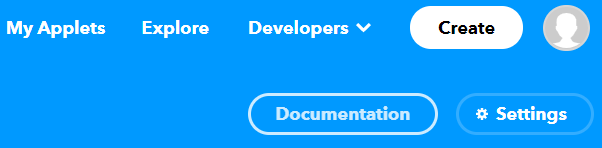 My Applets Explore Developers Create
Documentation Settings